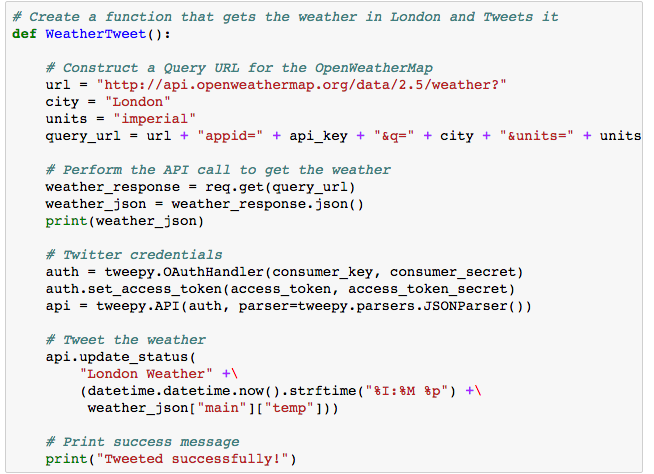 # Create a function that gets the weather in London and Tweets it
def WeatherTweet():
# Construct a Query URL for the OpenWeatherMap
url = "http://api.openweathermap.org/data/2.5/weather?"
city = "London"
units = "imperial"
query_url = url + "appid=" + api_key + "&q=" + city + "&units=" + units
# Perform the API call to get the weather
weather_response = req.get(query_url)
weather_json = weather_response.json()
print(weather_json)
# Twitter credentials
auth = tweepy.OAuthHandler(consumer_key, consumer_secret)
auth.set_access_token(access_token, access_token_secret)
api = tweepy.API(auth, parser=tweepy.parsers.JSONParser())
# Tweet the weather
api.update_status(
"London Weather" +\
(datetime.datetime.now().strftime("%I:%M %p") +\
weather_json["main"]["temp"]))
# Print success message
print("Tweeted successfully!")